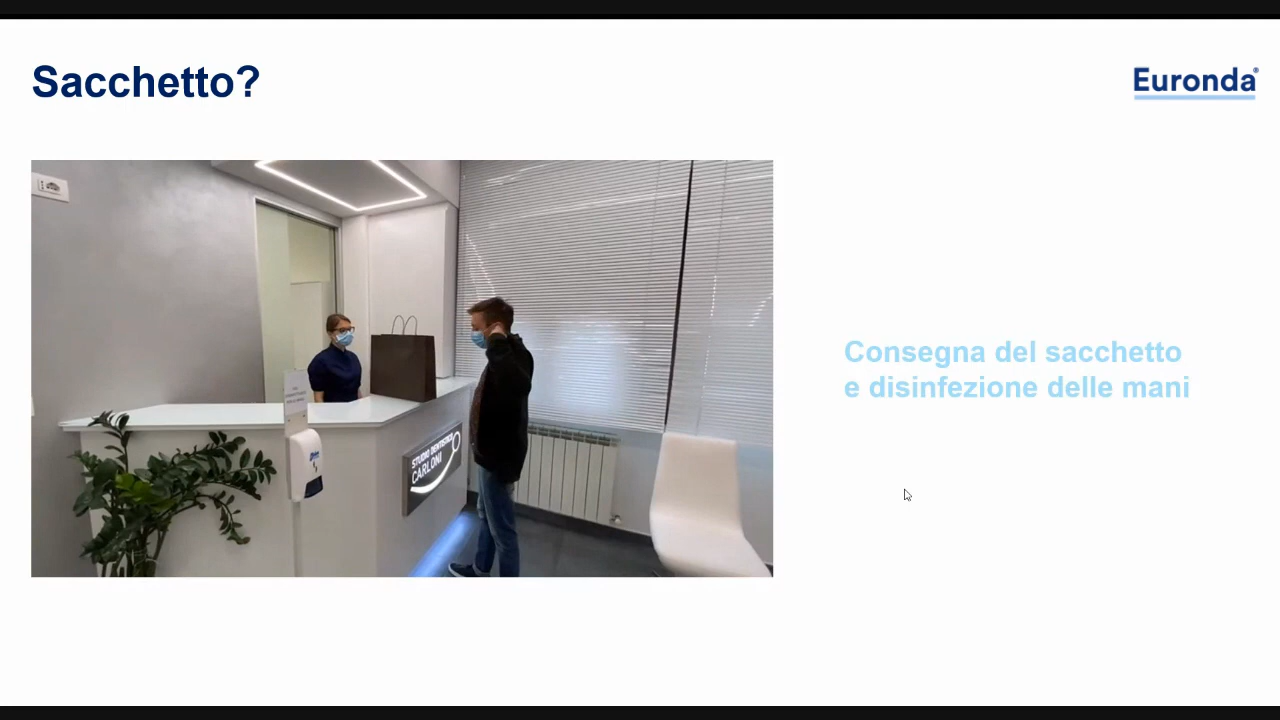 Sacchetto?
Euronda®
Consegna del sacchetto
e disinfezione delle mani
STUDIO DENTISTICO
CARLONI